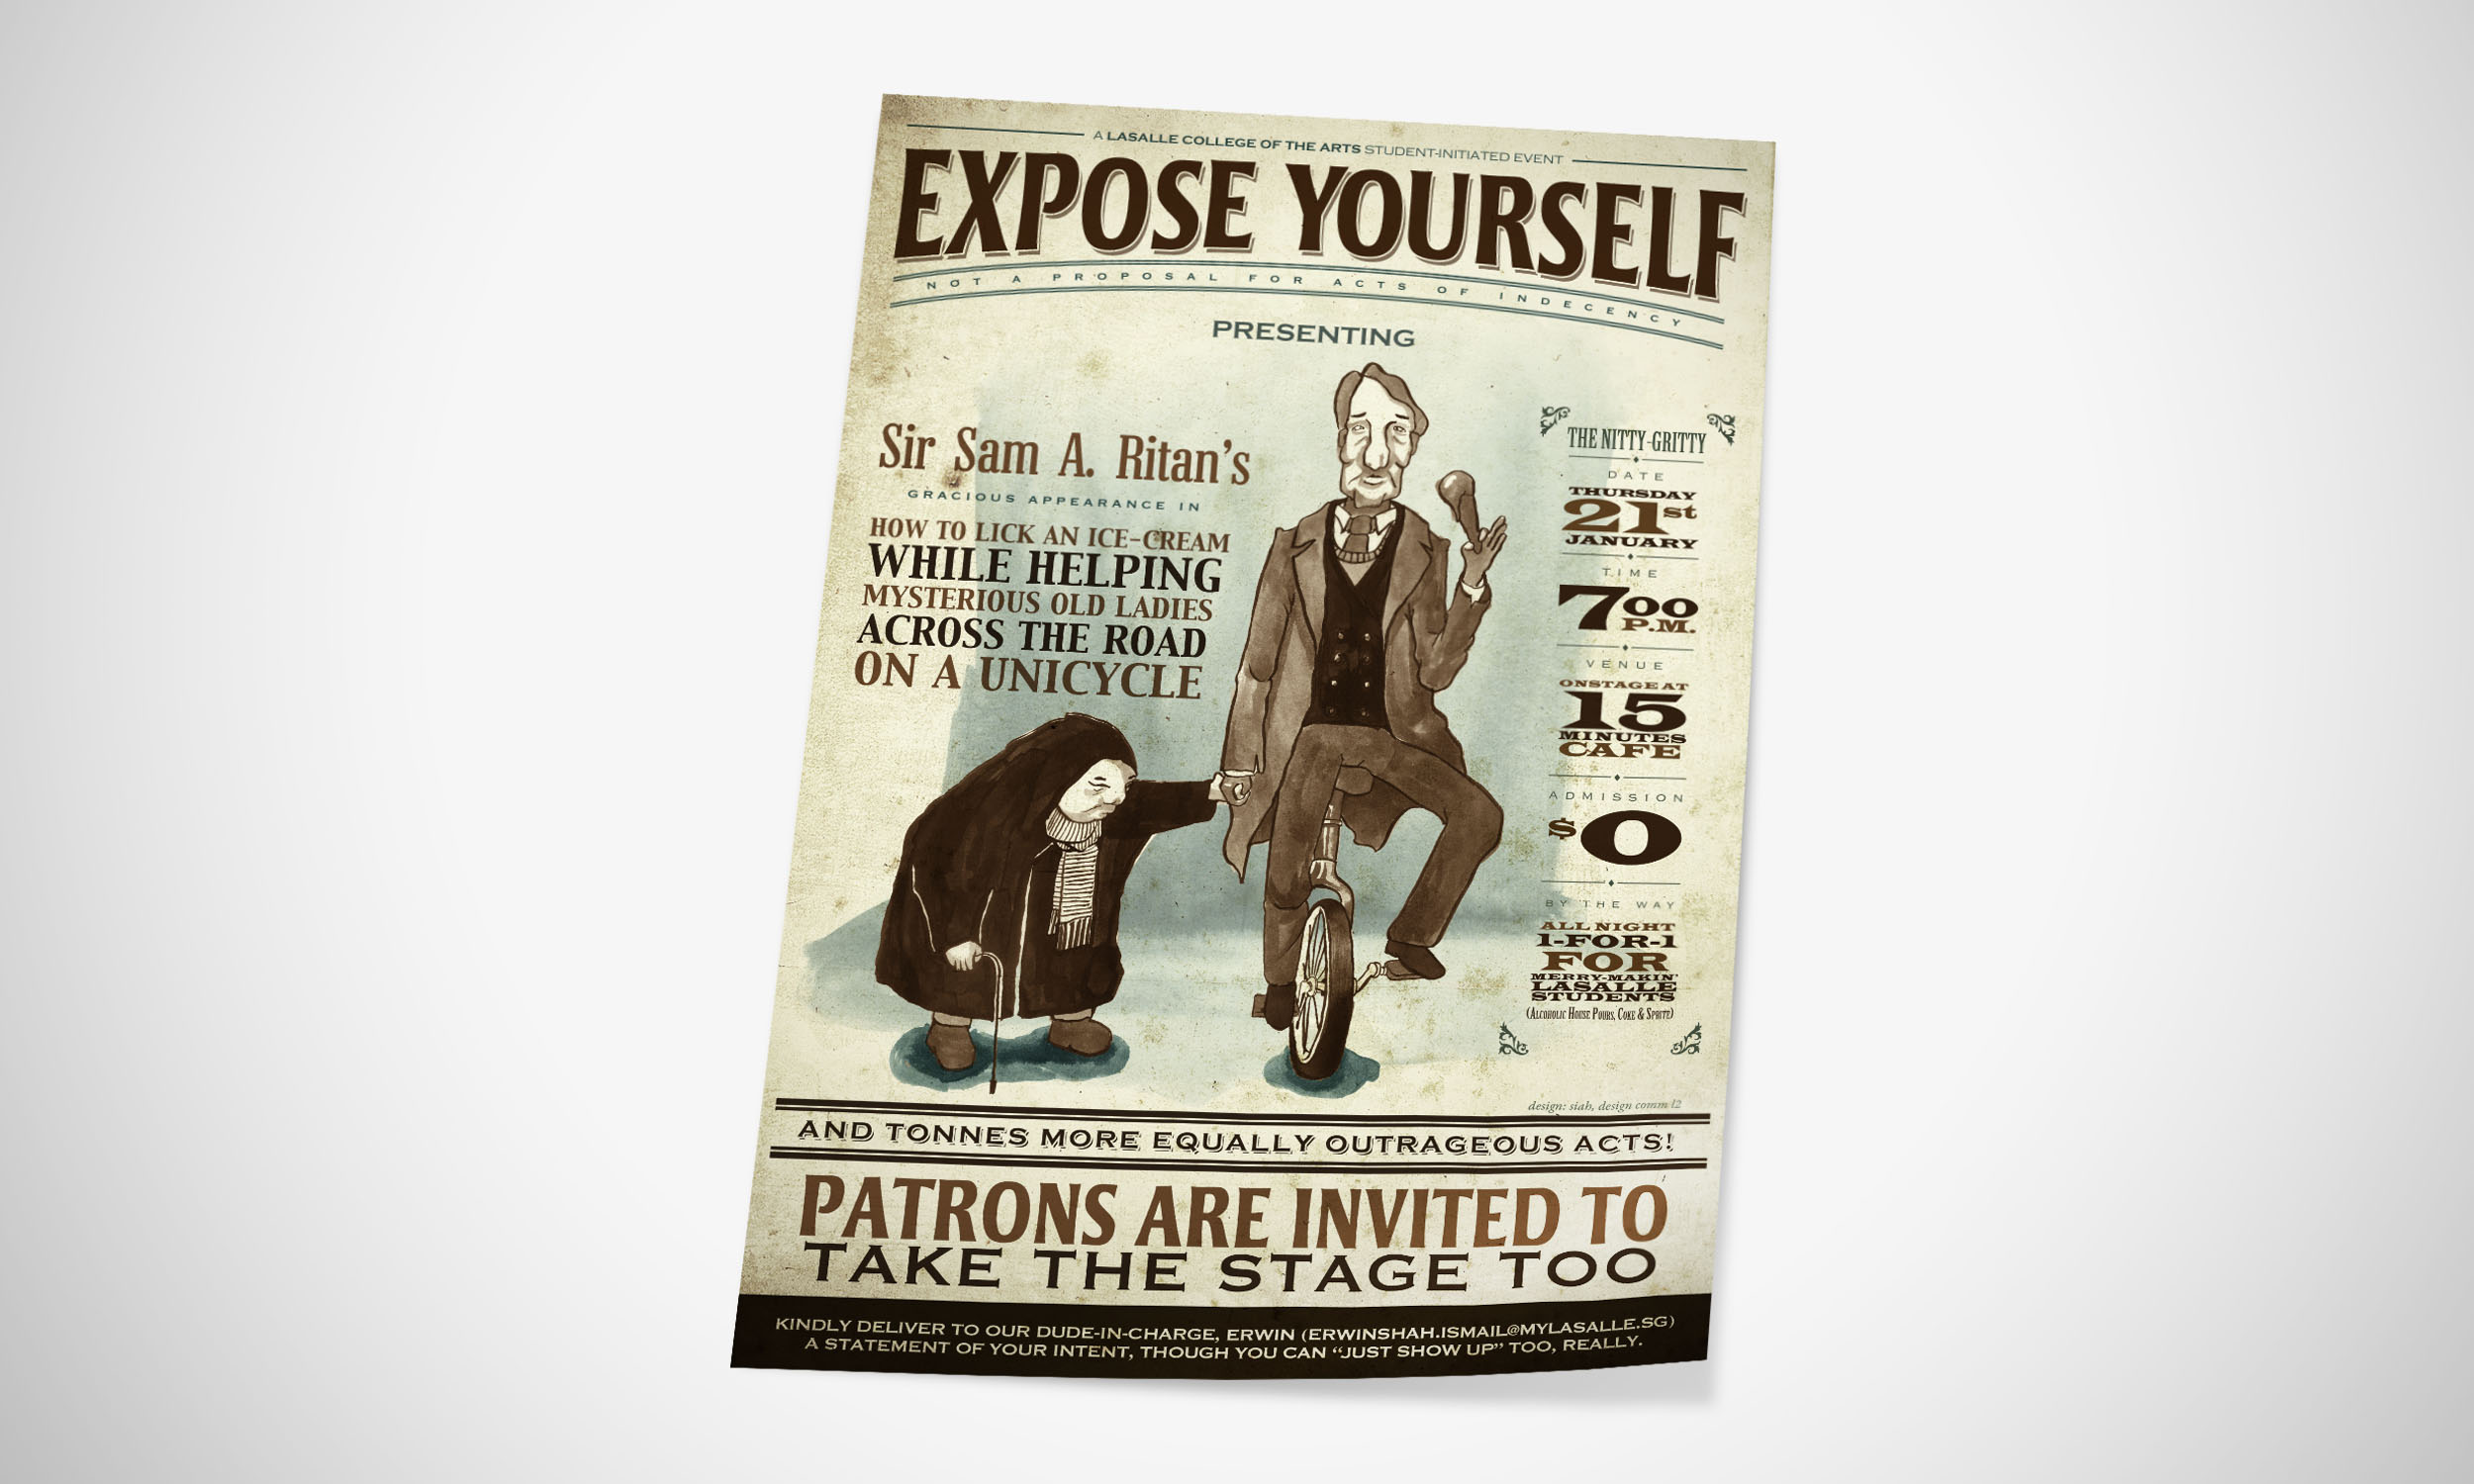 A LASALLE COLLEGE OF THE ARTS STUDENT-INITIATED EVENT
EXPOSE YOURSELF
NOT A PROPOSAL FOR ACTS OF INDECENCY
PRESENTING
Sir Sam A. Ritan's
GRACIOUS APPEARANCE IN
HOW TO LICK AN ICE-CREAM
WHILE HELPING
MYSTERIOUS OLD LADIES
ACROSS THE ROAD
ON A UNICYCLE
THE NITTY-GRITTY
DATE
THURSDAY
21st
JANUARY
TIME
700
P.M.
VENUE
ONSTAGE AT
15
MINUTES
CAFE
ADMISSION
$0
BY THE WAY
ALL NIGHT
1-FOR-1
FOR
MERRY-MAKIN'
LASALLE
STUDENTS
(ALCOHOLIC HOUSE POURS, COKE & SPRITE)
design: siah, design comm l2
AND TONNES MORE EQUALLY OUTRAGEOUS ACTS!
PATRONS ARE INVITED TO
TAKE THE STAGE TOO
KINDLY DELIVER TO OUR DUDE-IN-CHARGE, ERWIN (ERWINSHAH.ISMAIL@MYLASALLE.SG)
A STATEMENT OF YOUR INTENT, THOUGH YOU CAN "JUST SHOW UP" TOO, REALLY.